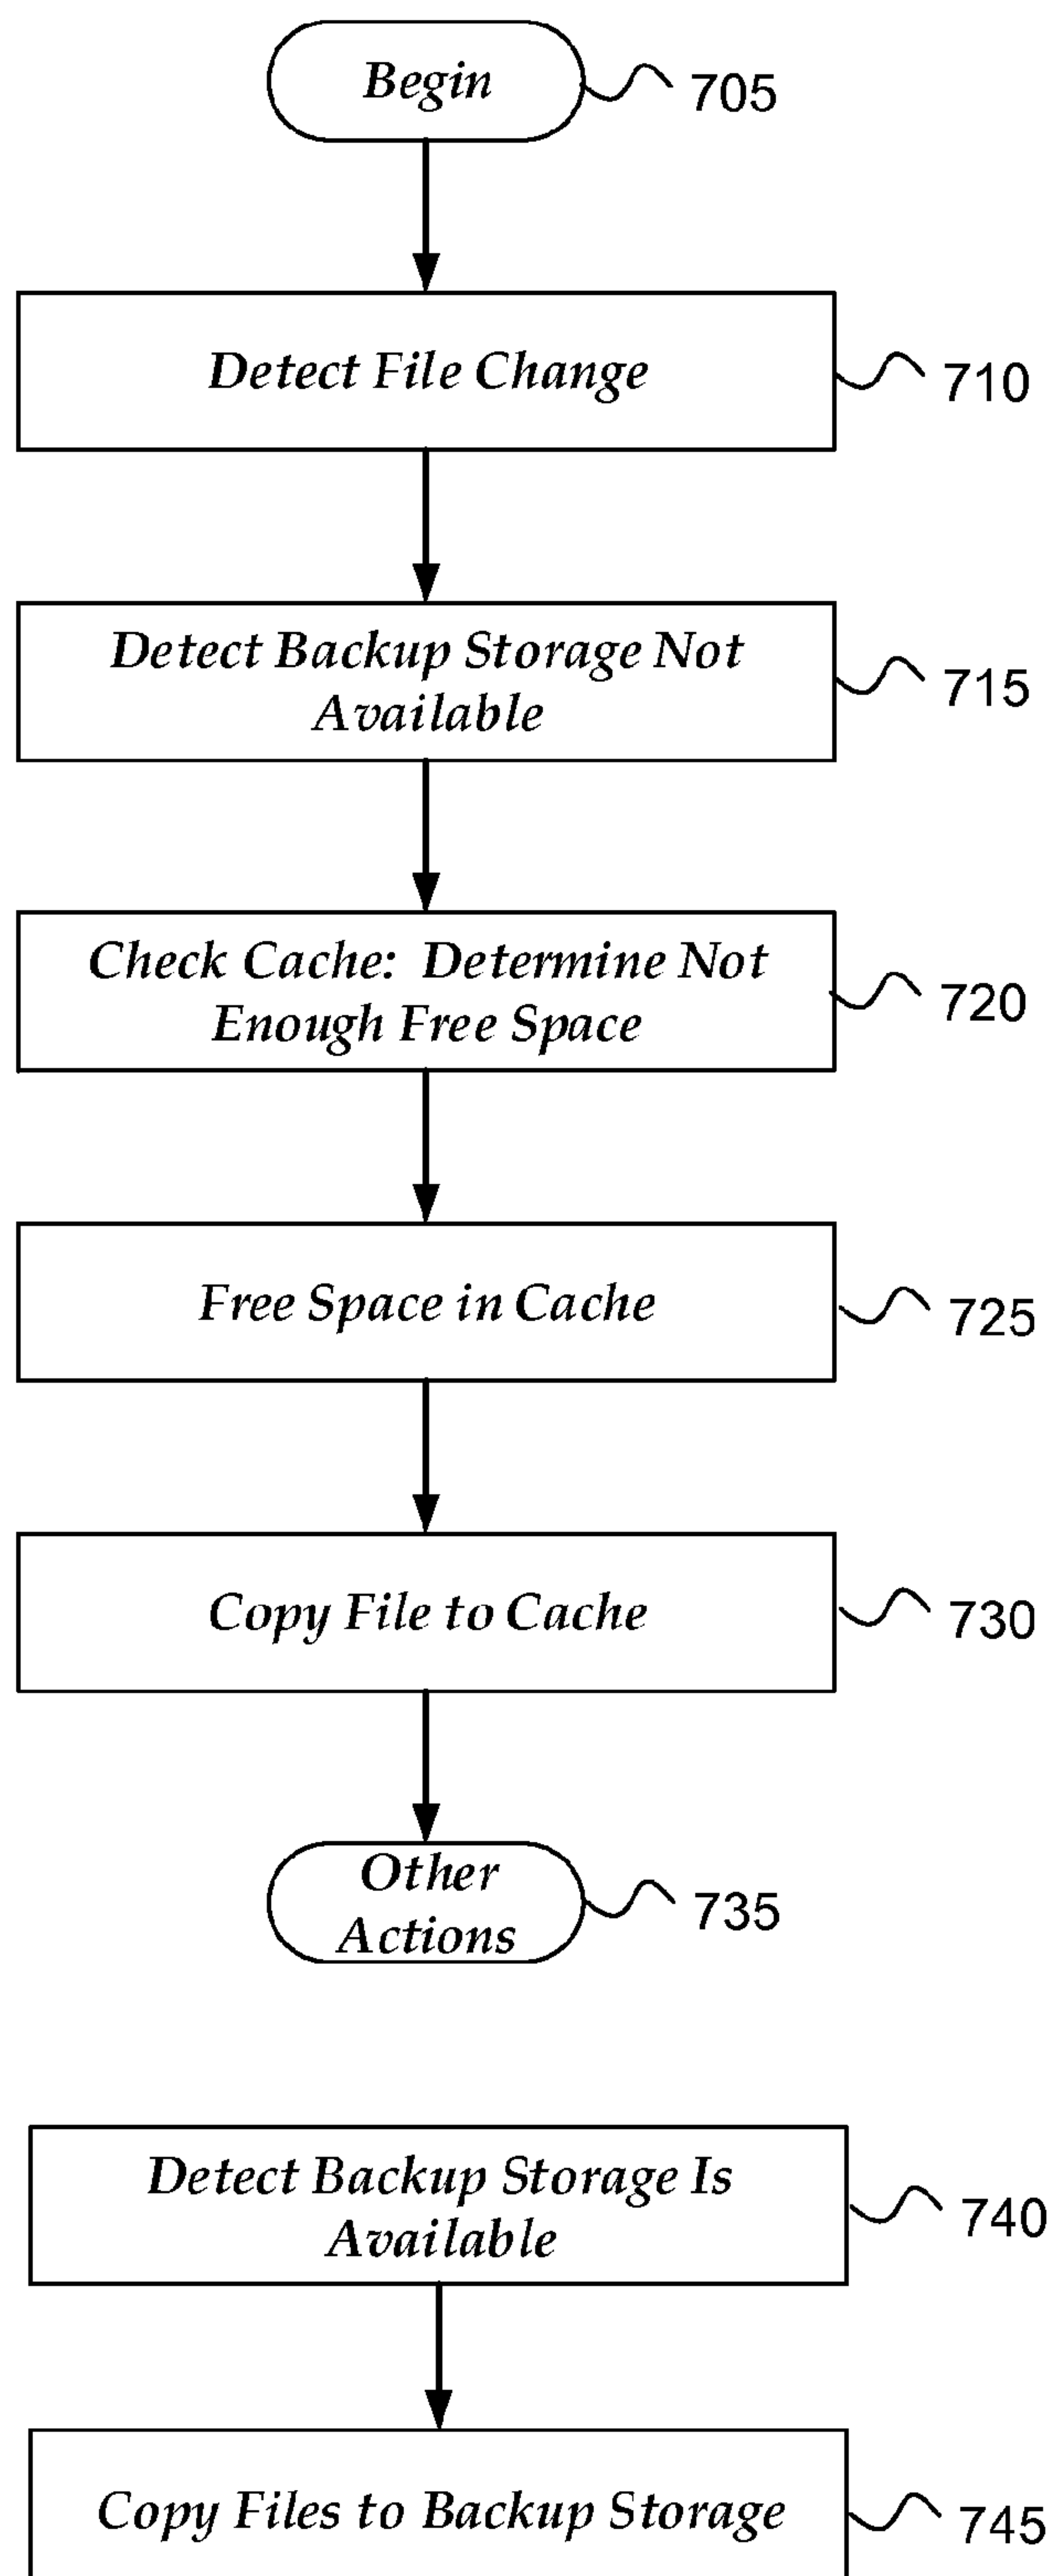 Begin
705
Detect File Change
710
Detect Backup Storage Not
Available
715
Check Cache: Determine Not
Enough Free Space
720
Free Space in Cache
725
Copy File to Cache
730
Other
Actions
735
Detect Backup Storage Is
Available
740
Copy Files to Backup Storage
745